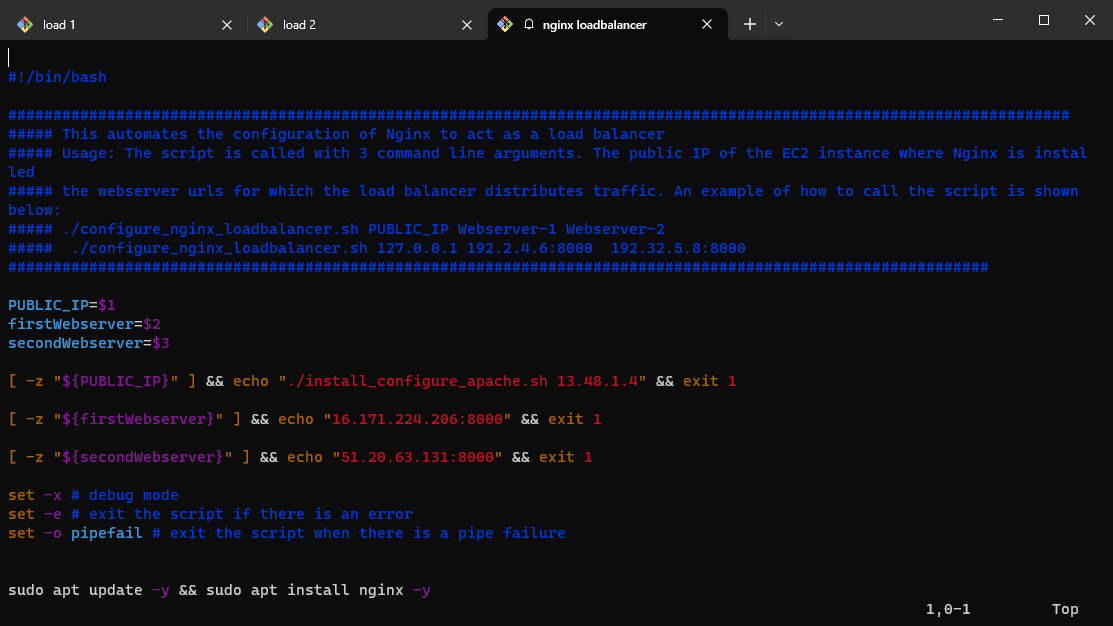 load 1
load 2
nginx loadbalancer
#!/bin/bash
######################################################################################################################
##### This automates the configuration of Nginx to act as a load balancer
##### Usage: The script is called with 3 command line arguments. The public IP of the EC2 instance where Nginx is instal
led
##### the webserver urls for which the load balancer distributes traffic. An example of how to call the script is shown
below:
##### ./configure_nginx_loadbalancer.sh PUBLIC_IP Webserver-1 Webserver-2
#####  ./configure_nginx_loadbalancer.sh 127.0.0.1 192.2.4.6:8000  192.32.5.8:8000
#############################################################################################################
PUBLIC_IP=$1
firstWebserver=$2
secondWebserver=$3
[ -z "${PUBLIC_IP}" ] && echo "./install_configure_apache.sh 13.48.1.4" && exit 1
[ -z "${firstWebserver}" ] && echo "16.171.224.206:8000" && exit 1
[ -z "${secondWebserver}" ] && echo "51.20.63.131:8000" && exit 1
set -x # debug mode
set -e # exit the script if there is an error
set -o pipefail # exit the script when there is a pipe failure
sudo apt update -y && sudo apt install nginx -y
1,0-1 Top